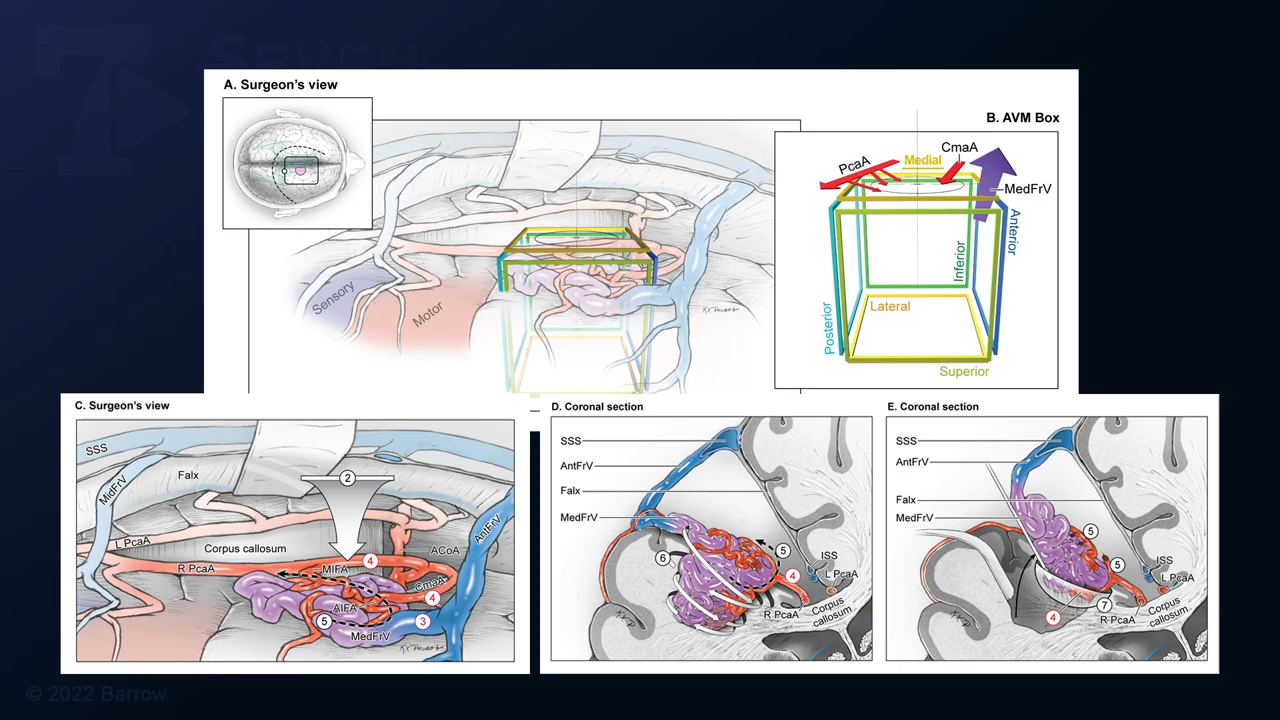 SEVEN
A. Surgeon's view
B. AVM Box
PcaA
Medial
CmaA
MedFrV
Anterior
Inferior
Posterior
Lateral
Superior
Sensory
Motor
C. Surgeon's view
SSS
MidFrV
Falx
2
L PcaA
Corpus callosum
R PcaA
4
ACoA
AntFrV
MIFA
CmaA
4
AIFA
5
3
MedFrV
D. Coronal section
SSS
AntFrV
Falx
MedFrV
6
5
4
ISS
L PcaA
R PcaA
Corpus
callosum
E. Coronal section
SSS
AntFrV
Falx
MedFrV
5
5
4
7
ISS
L PcaA
R PcaA
Corpus
callosum
© 2022 Barrow